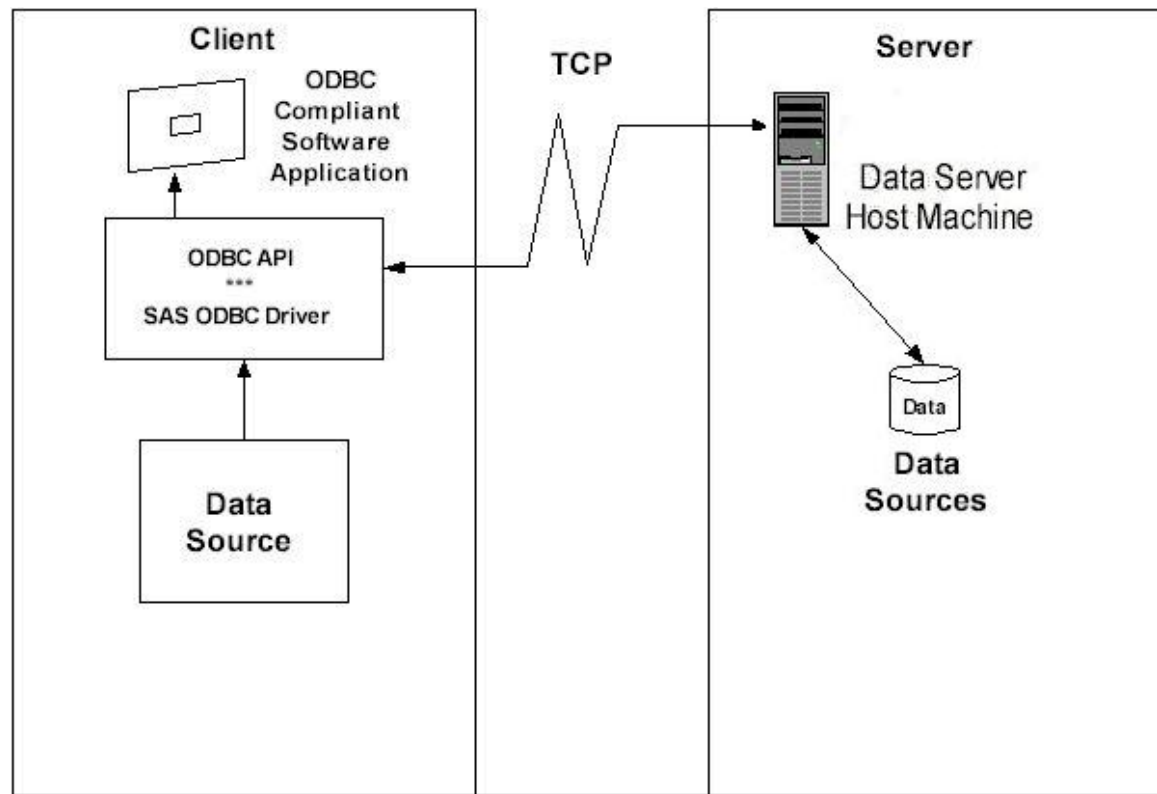 Client
ODBC
Compliant
Software
Application
ODBC API
***
SAS ODBC Driver
Data
Source
TCP
Server
Data Server
Host Machine
Data
Data
Sources